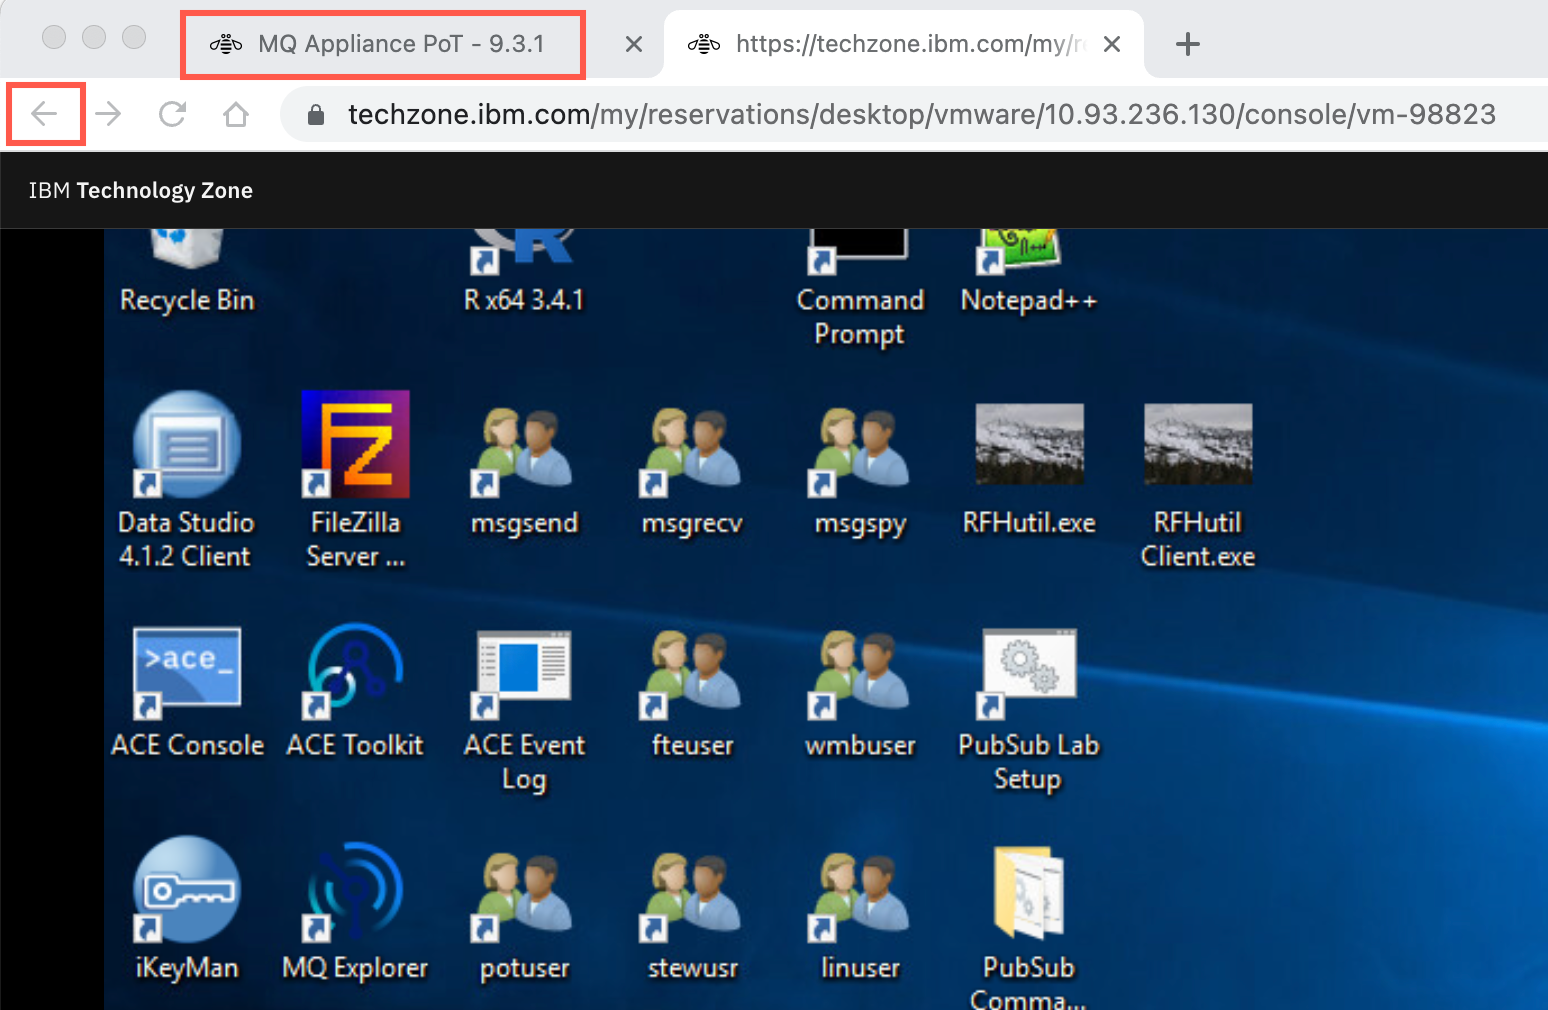 MQ Appliance PoT - 9.3.1
https://techzone.ibm.com/my/re
techzone.ibm.com/my/reservations/desktop/vmware/10.93.236.130/console/vm-98823
IBM Technology Zone
Recycle Bin
R x64 3.4.1
Command
Prompt
Notepad++
Data Studio
4.1.2 Client
FileZilla
Server ...
msgsend
msgrecv
msgspy
RFHutil.exe
RFHutil
Client.exe
>ace_
ACE Console
ACE Toolkit
ACE Event
Log
fteuser
wmbuser
PubSub Lab
Setup
iKeyMan
MQ Explorer
potuser
stewusr
linuser
PubSub
Comma...